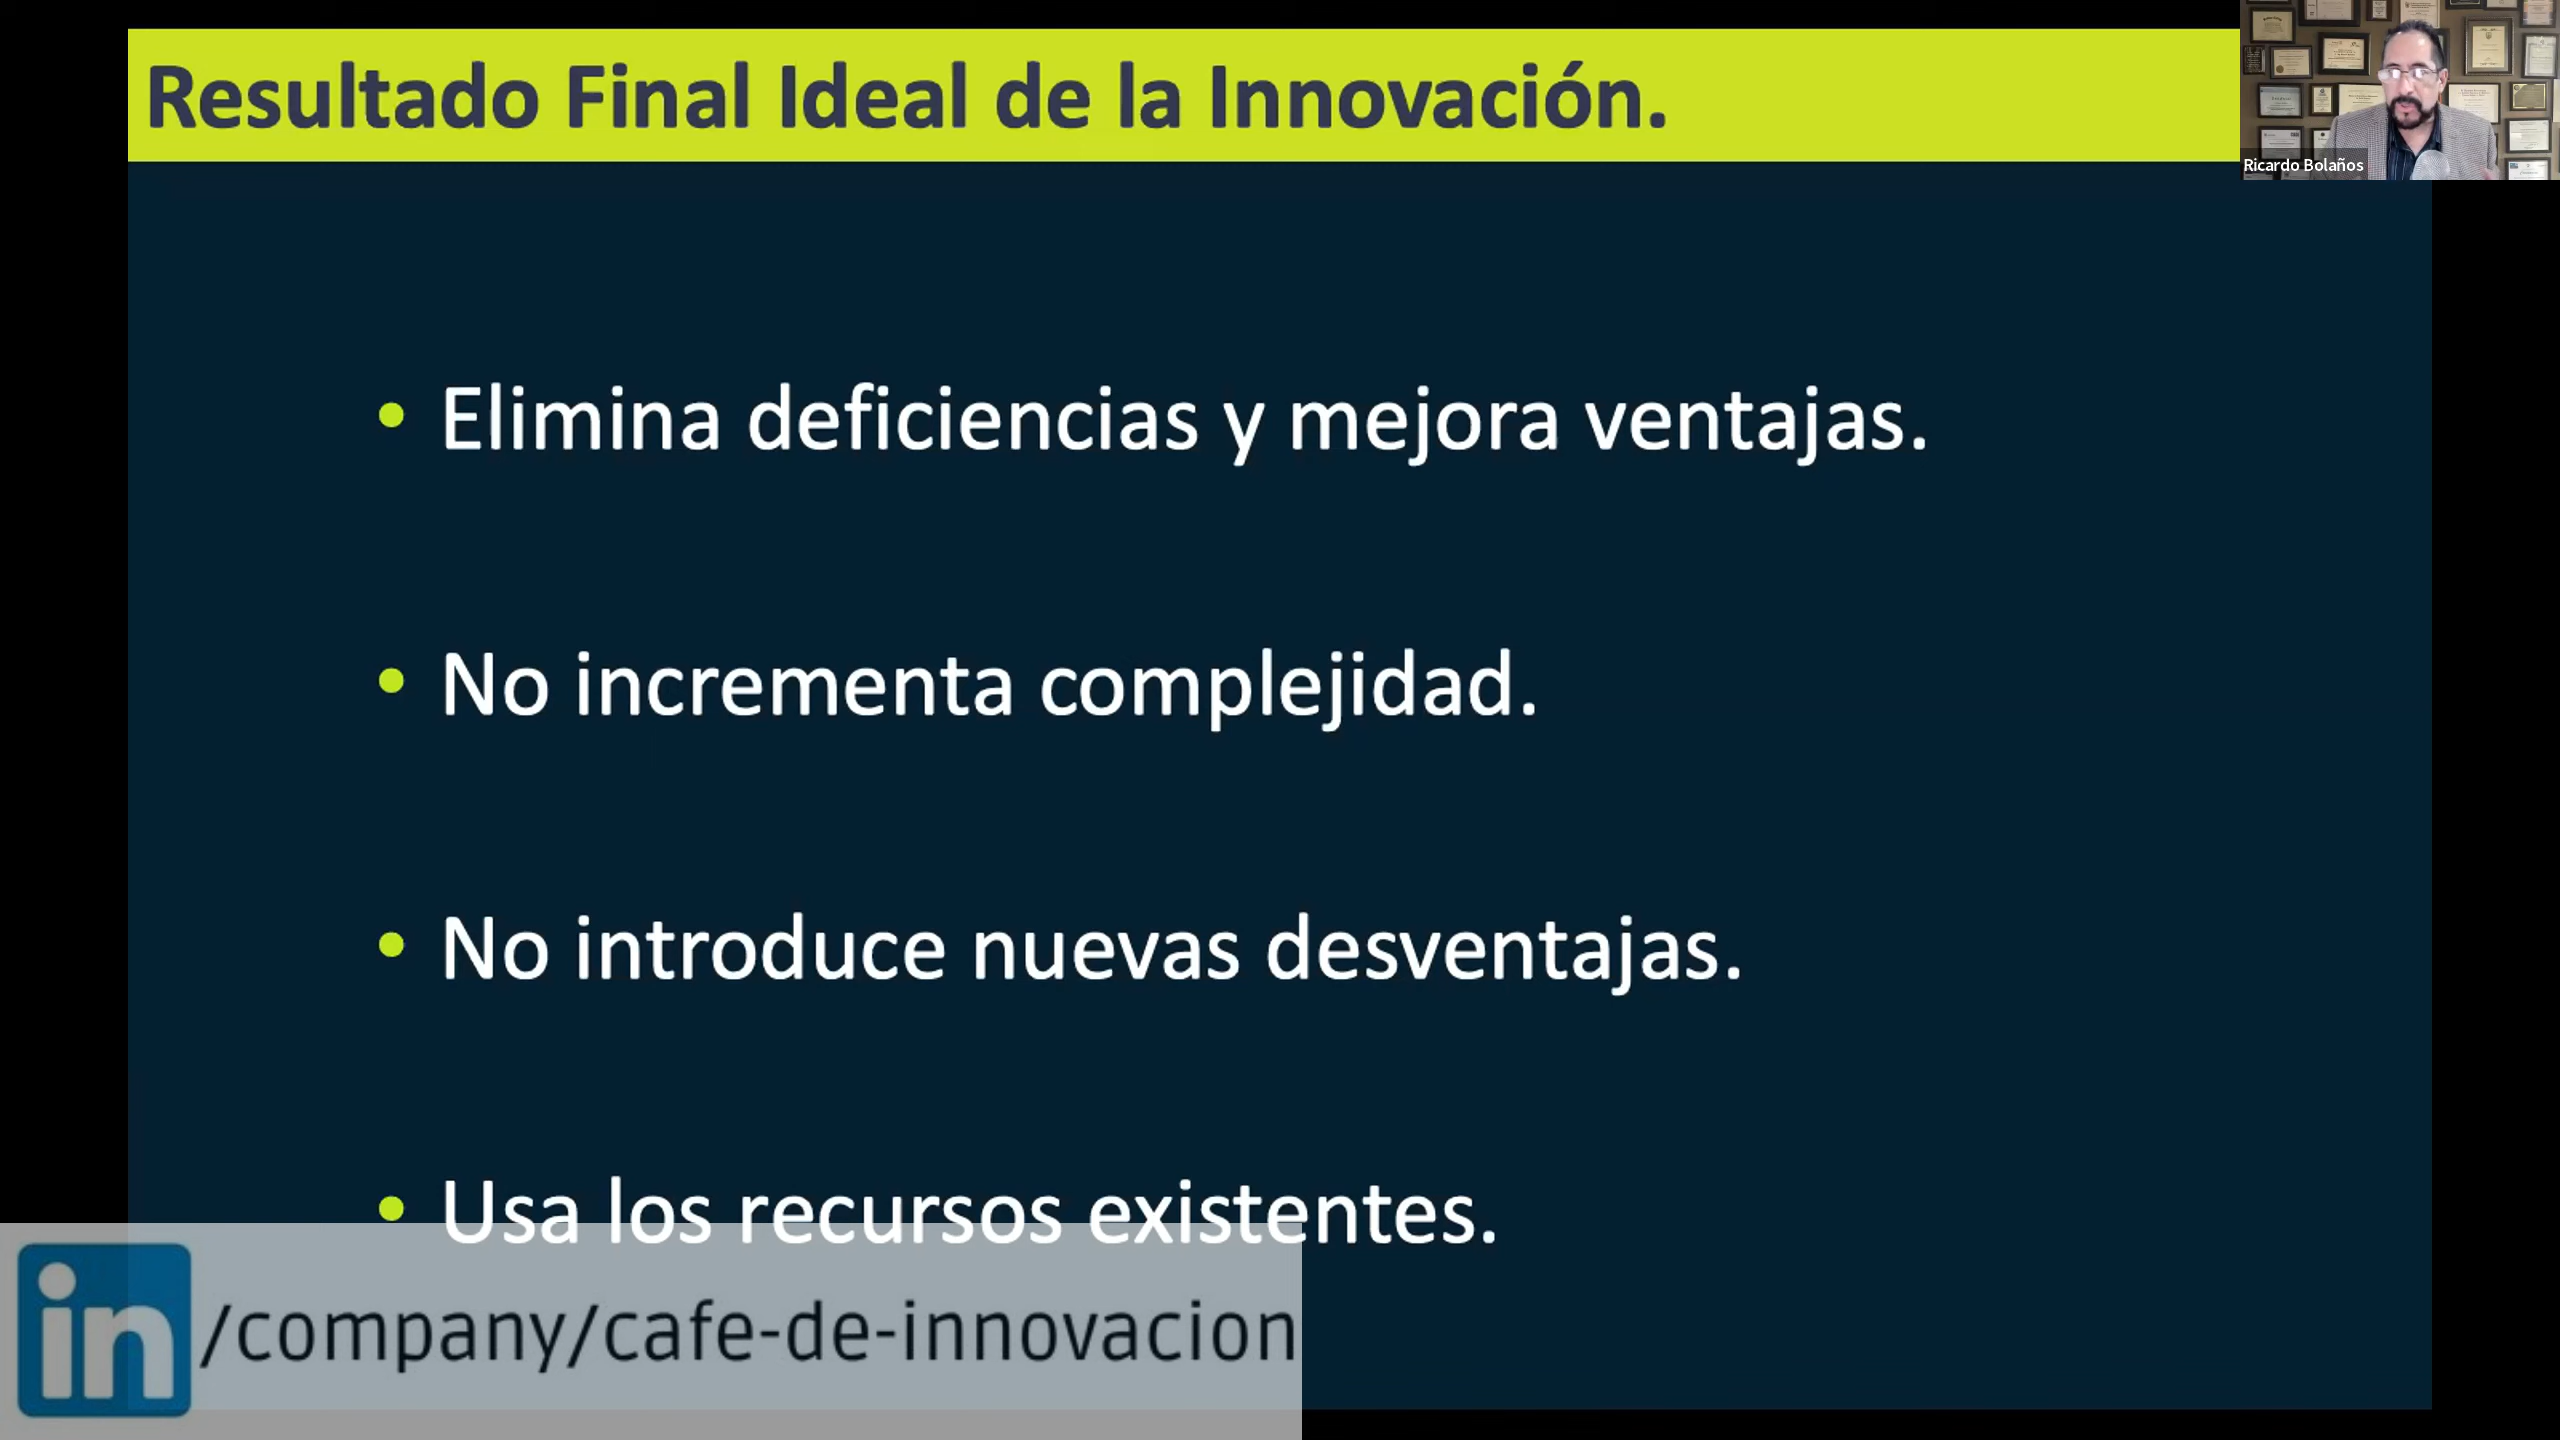 Resultado Final Ideal de la Innovación.
Ricardo Bolaños
• Elimina deficiencias y mejora ventajas.
• No incrementa complejidad.
• No introduce nuevas desventajas.
• Usa los recursos existentes.
in /company/cafe-de-innovacion